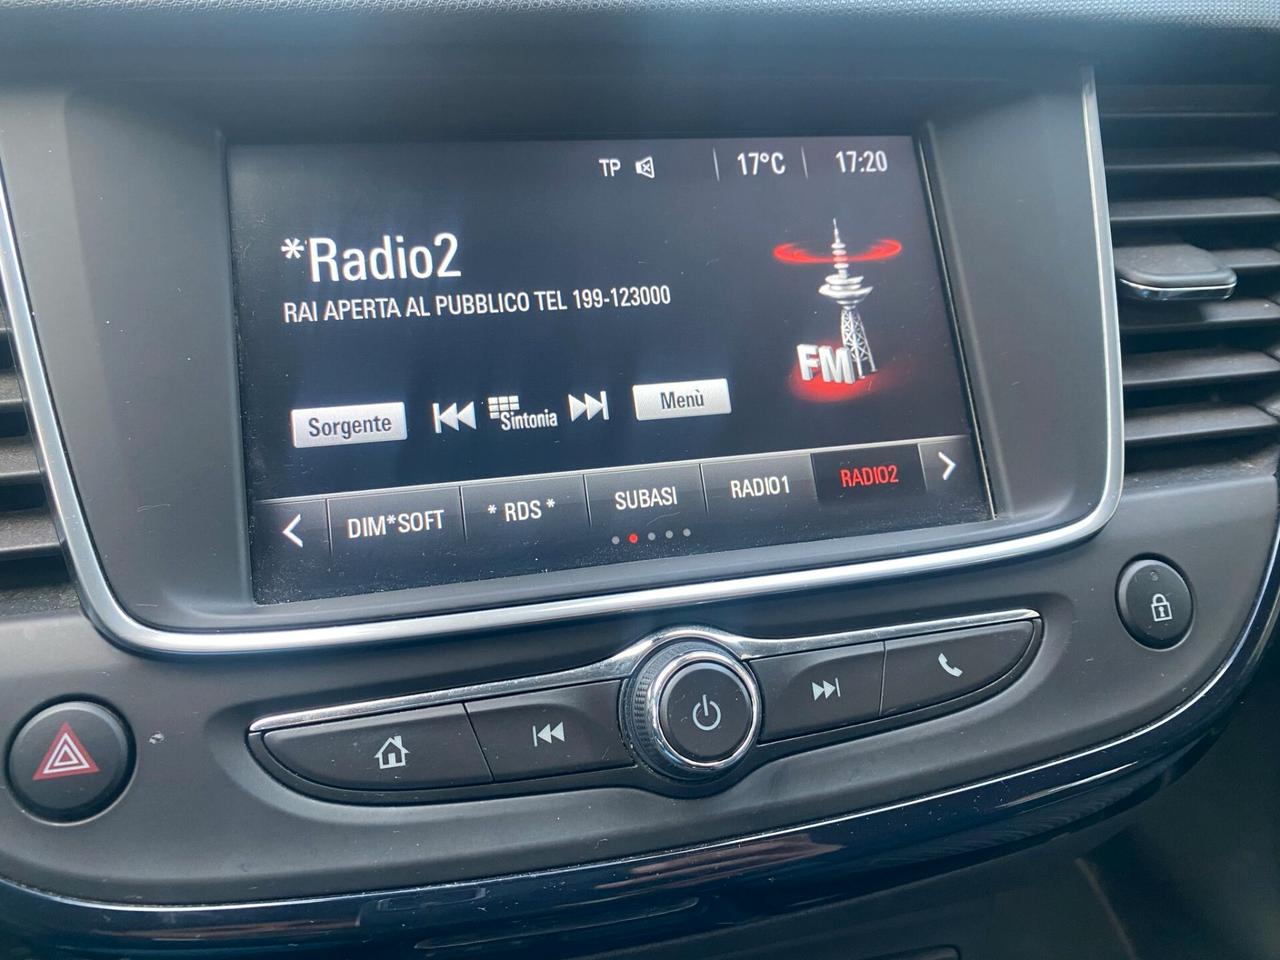 TP 17°C 17:20
*Radio2
RAI APERTA AL PUBBLICO TEL 199-123000
FM
Sorgente Sintonia Menù
DIM*SOFT * RDS * SUBASI RADIO1 RADIO2